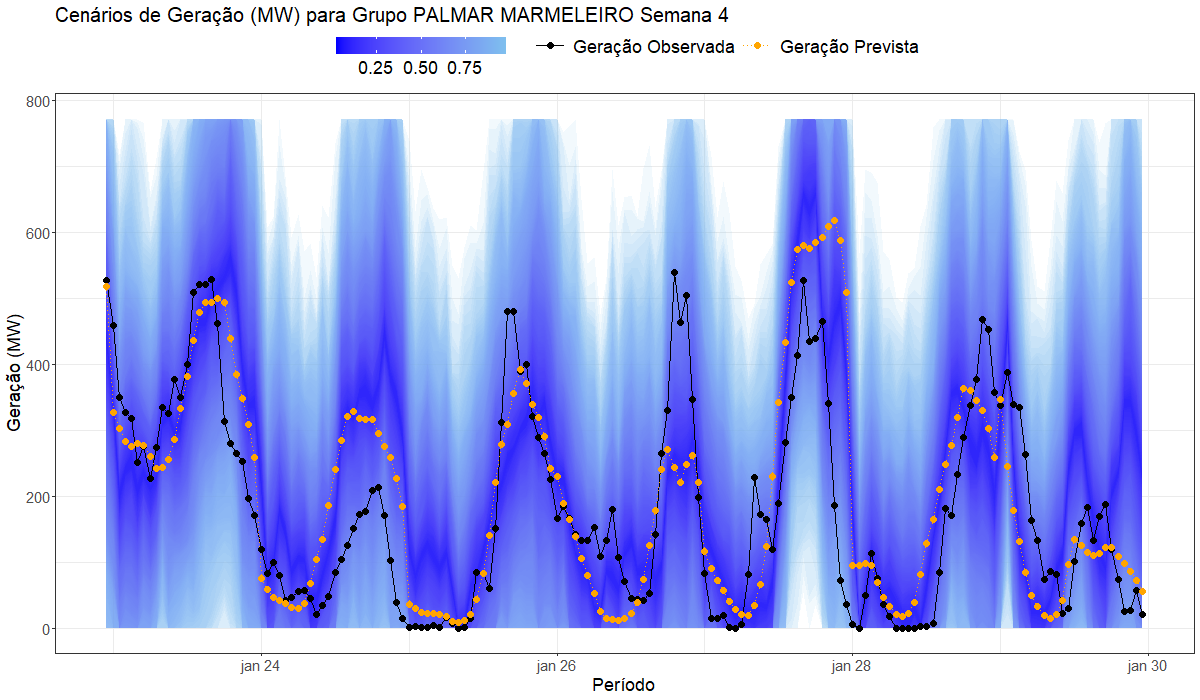 Cenários de Geração (MW) para Grupo PALMAR MARMELEIRO Semana 4
0.25 0.50 0.75 Geração Observada Geração Prevista
800
600
400
200
0
Geração (MW)
jan 24 jan 26 jan 28 jan 30
Período